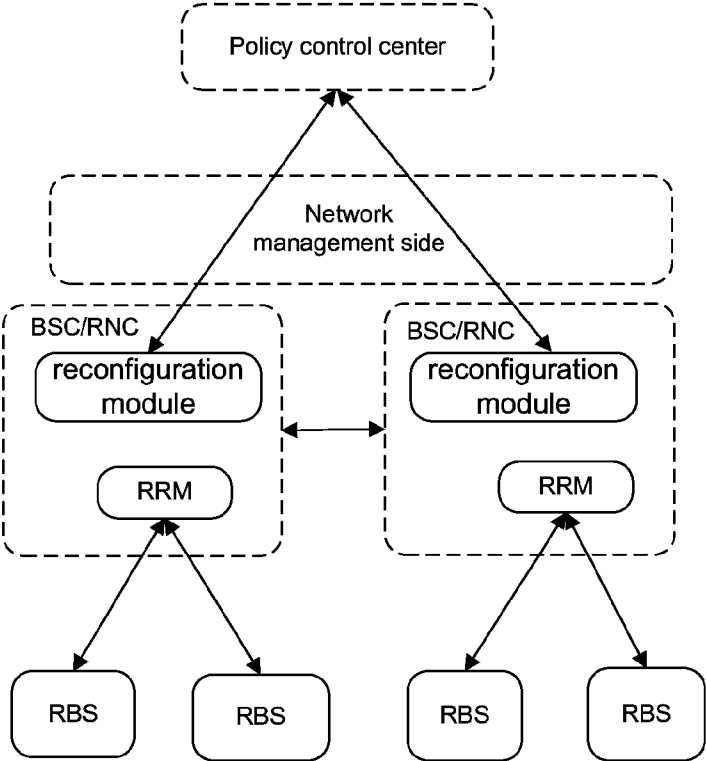 Policy control center
Network
management side
BSC/RNC
reconfiguration
module
RRM
BSC/RNC
reconfiguration
module
RRM
RBS
RBS
RBS
RBS